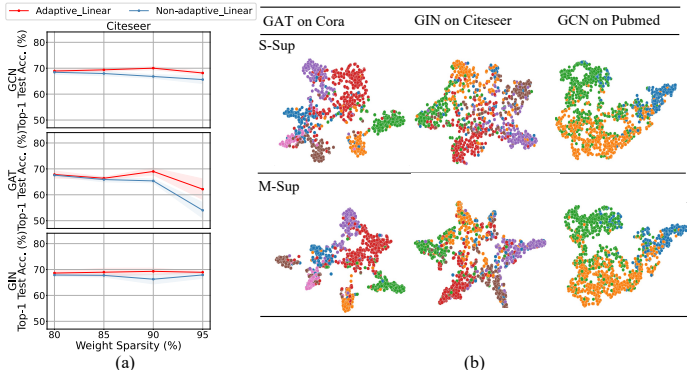 Adaptive_Linear Non-adaptive_Linear
Citeseer
GCN
Top-1 Test Acc. (%)
80
70
60
50
GAT
Top-1 Test Acc. (%)
80
70
60
50
GIN
Top-1 Test Acc. (%)
80
70
60
50
80 85 90 95
Weight Sparsity (%)
(a)
GAT on Cora GIN on Citeseer GCN on Pubmed
S-Sup
M-Sup
(b)